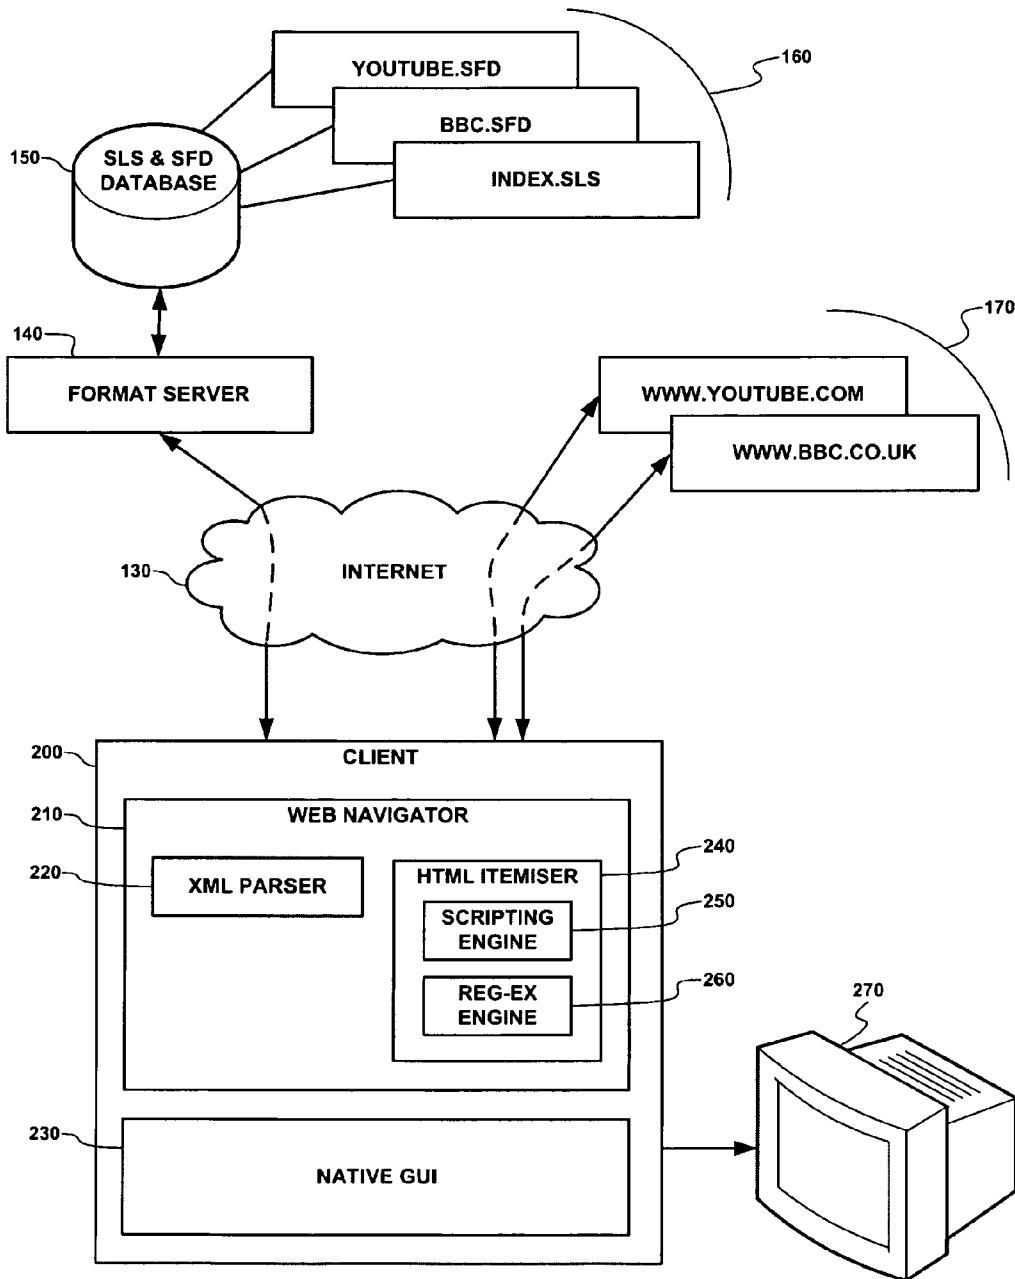 YOUTUBE.SFD
160
BBC.SFD
150
SLS & SFD
DATABASE
INDEX.SLS
140
FORMAT SERVER
170
WWW.YOUTUBE.COM
WWW.BBC.CO.UK
130
INTERNET
200
CLIENT
210
WEB NAVIGATOR
220
XML PARSER
240
HTML ITEMISER
250
SCRIPTING
ENGINE
260
REG-EX
ENGINE
270
230
NATIVE GUI